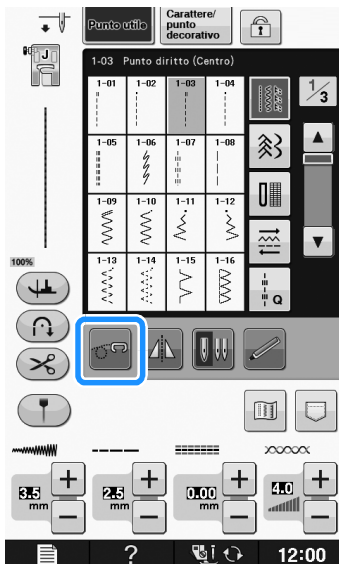 Punto utile
Carattere/
punto
decorativo
J
1-03 Punto diritto (Centro)
1/3
1-01 1-02 1-03 1-04
1-05 1-06 1-07 1-08
1-09 1-10 1-11 1-12
1-13 1-14 1-15 1-16
Q
100%
3.5 mm
2.5 mm
0.00 mm
4.0
+ + + +
− − − −
? 12:00